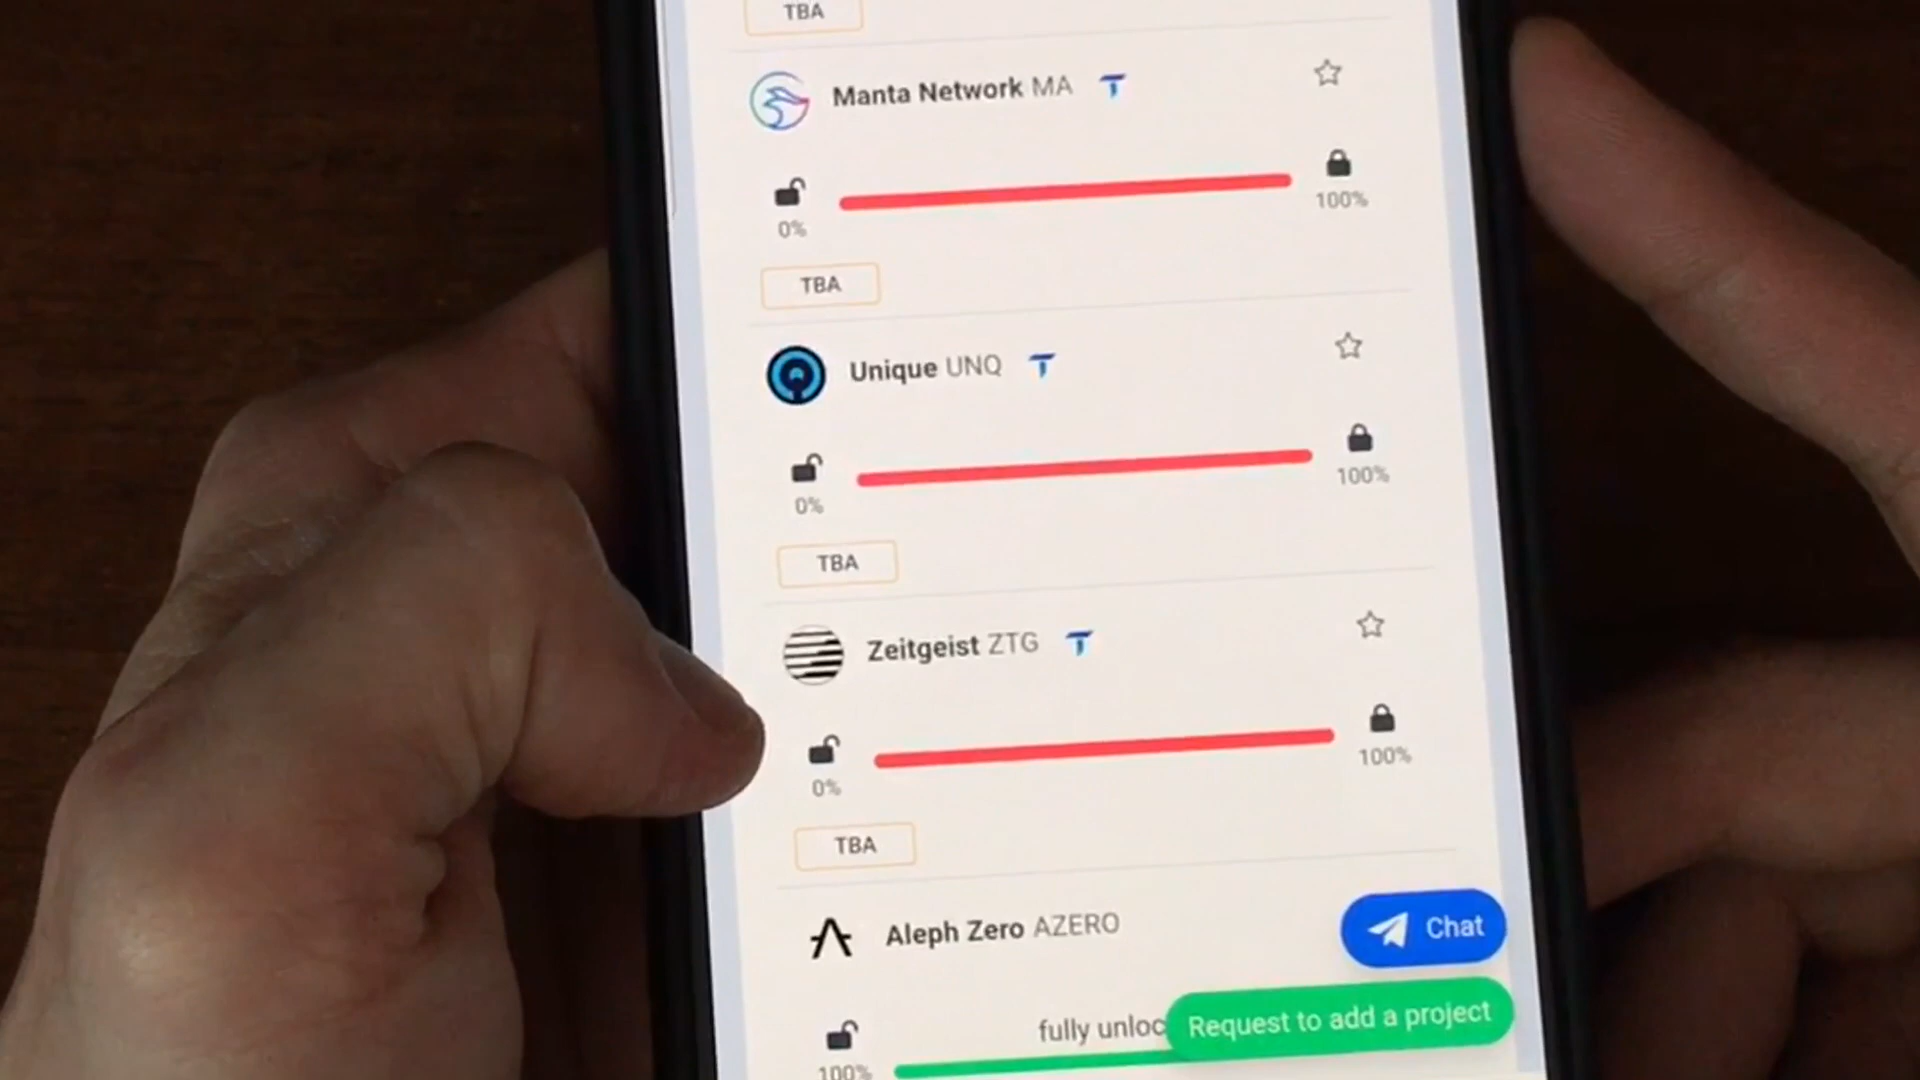 TBA
Manta Network MA
0%
100%
TBA
Unique UNQ
0%
100%
TBA
Zeitgeist ZTG
0%
100%
TBA
Aleph Zero AZERO
Chat
fully unloc
Request to add a project
100%